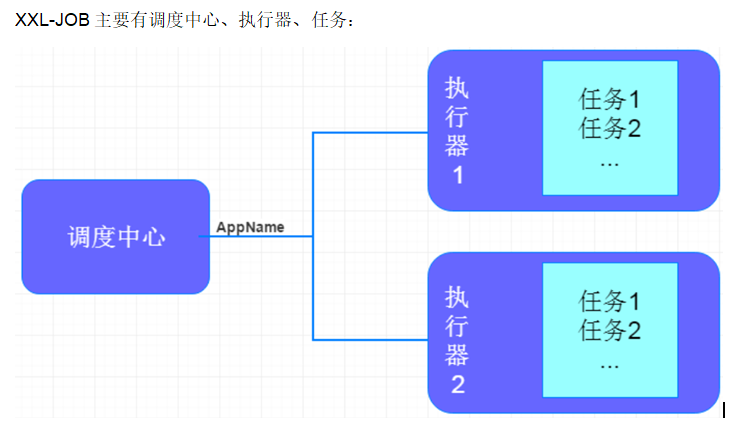 XXL-JOB 主要有调度中心、执行器、任务：
调度中心
AppName
执
行
器
1
任务1
任务2
...
执
行
器
2
任务1
任务2
...